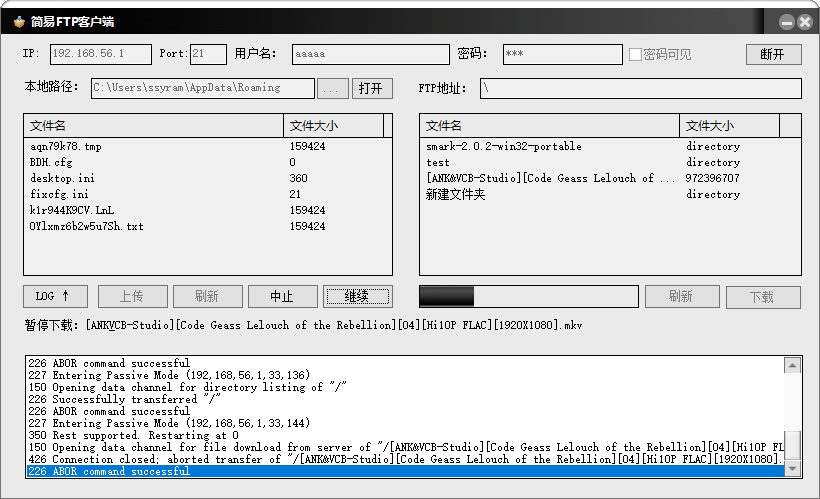 简易FTP客户端
IP: 192.168.56.1 Port: 21 用户名: aaaaa 密码: *** 密码可见 断开
本地路径: C:\Users\ssyram\AppData\Roaming ... 打开 FTP地址: \
文件名 文件大小
aqn79k78.tmp 159424
BDM.cfg 0
desktop.ini 360
fixcfg.ini 21
k1r944K9CV.LnL 159424
OYlxmz6b2w5u7Sh.txt 159424
文件名 文件大小
smark-2.0.2-win32-portable directory
test directory
[ANK&VCB-Studio][Code Geass Lelouch of ... 972396707
新建文件夹 directory
LOG ↑ 上传 刷新 中止 继续 刷新 下载
暂停下载: [ANKVCB-Studio][Code Geass Lelouch of the Rebellion][04][Hi10P FLAC][1920X1080].mkv
226 ABOR command successful
227 Entering Passive Mode (192,168,56,1,33,136)
150 Opening data channel for directory listing of "/"
226 Successfully transferred "/"
226 ABOR command successful
227 Entering Passive Mode (192,168,56,1,33,144)
350 Rest supported. Restarting at 0
150 Opening data channel for file download from server of "/[ANK&VCB-Studio][Code Geass Lelouch of the Rebellion][04][Hi10P FL
426 Connection closed; aborted transfer of "/[ANK&VCB-Studio][Code Geass Lelouch of the Rebellion][04][Hi10P FLAC][1920X1080].
226 ABOR command successful